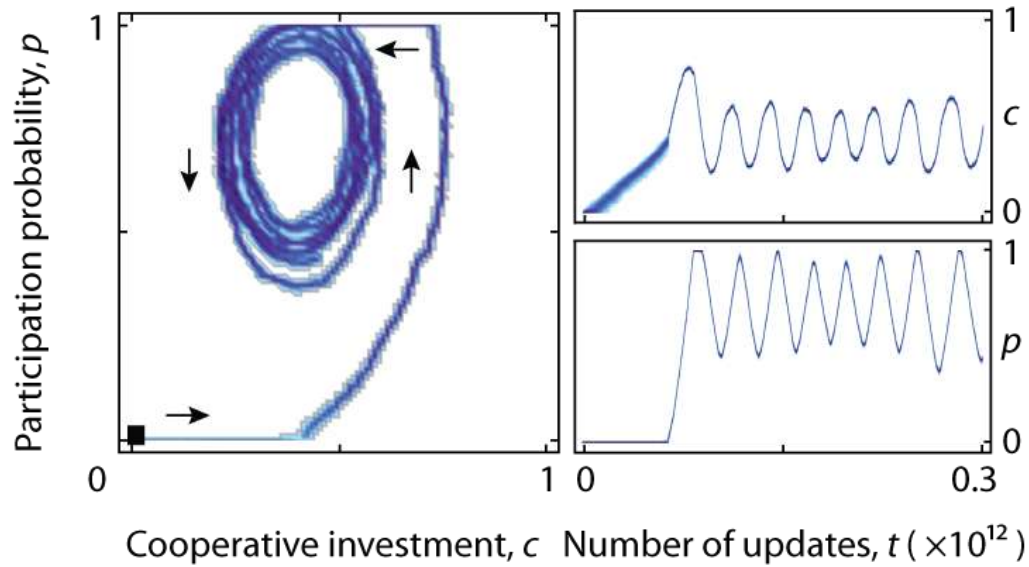 Participation probability, p
1
0
1
Cooperative investment, c
1
c
0
1
p
0
0
0.3
Number of updates, t ( ×10¹²)